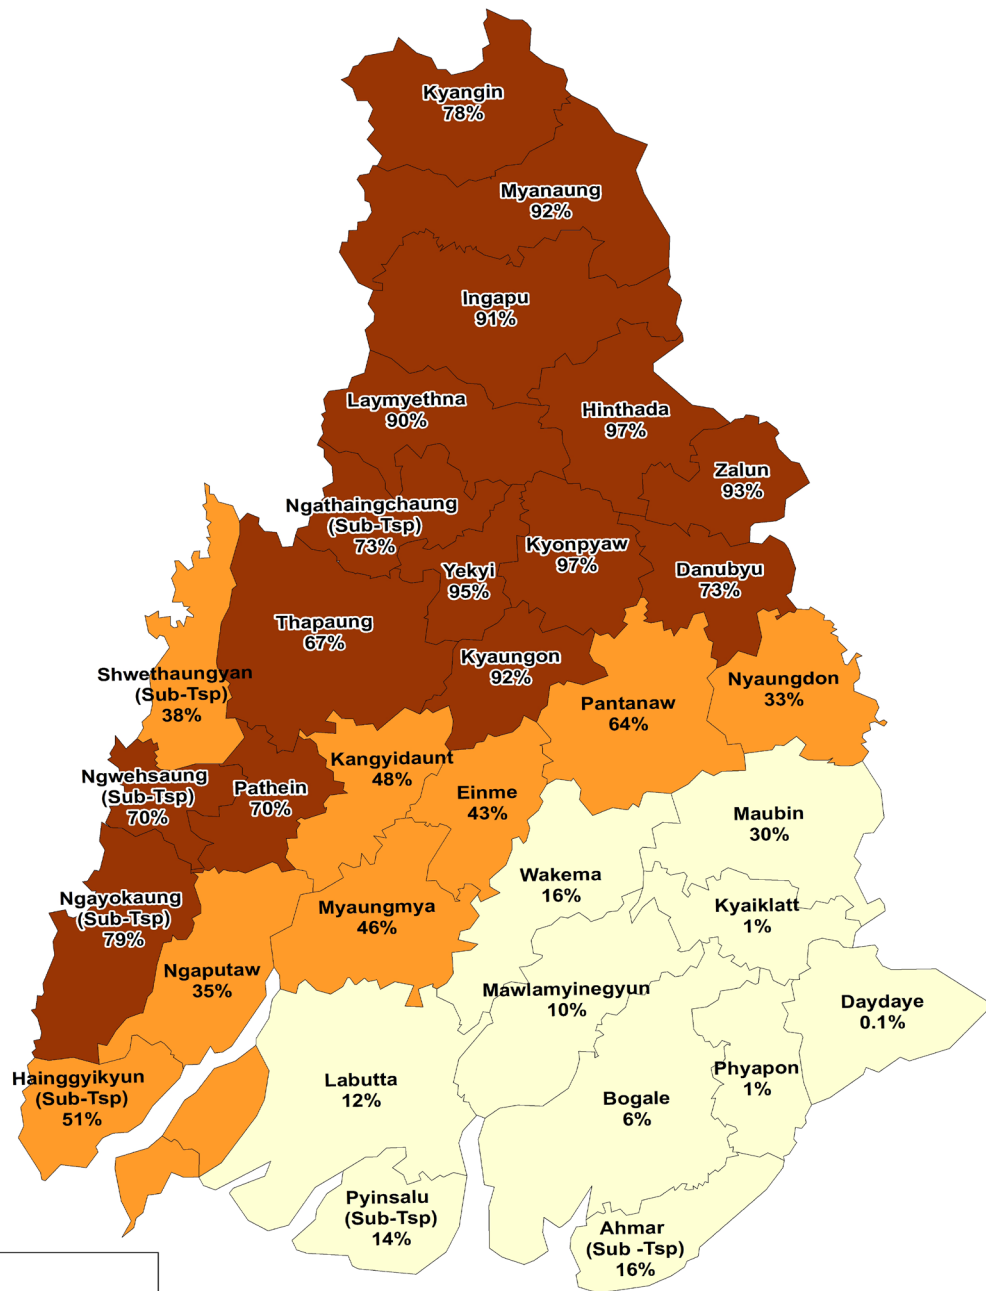 Kyangin
78%
Myanaung
92%
Ingapu
91%
Laymyethna
90%
Hinthada
97%
Zalun
93%
Ngathaingchaung
(Sub-Tsp)
73%
Kyonpyaw
97%
Yekyi
95%
Danubyu
73%
Thapaung
67%
Kyaungon
92%
Shwethaungyan
(Sub-Tsp)
38%
Pantanaw
64%
Nyaungdon
33%
Kangyidaunt
48%
Ngwehsaung
(Sub-Tsp)
70%
Pathein
70%
Einme
43%
Maubin
30%
Wakema
16%
Ngayokaung
(Sub-Tsp)
79%
Myaungmya
46%
Kyaiklatt
1%
Ngaputaw
35%
Mawlamyinegyun
10%
Daydaye
0.1%
Hainggyikyun
(Sub-Tsp)
51%
Labutta
12%
Phyapon
1%
Bogale
6%
Pyinsalu
(Sub-Tsp)
14%
Ahmar
(Sub -Tsp)
16%